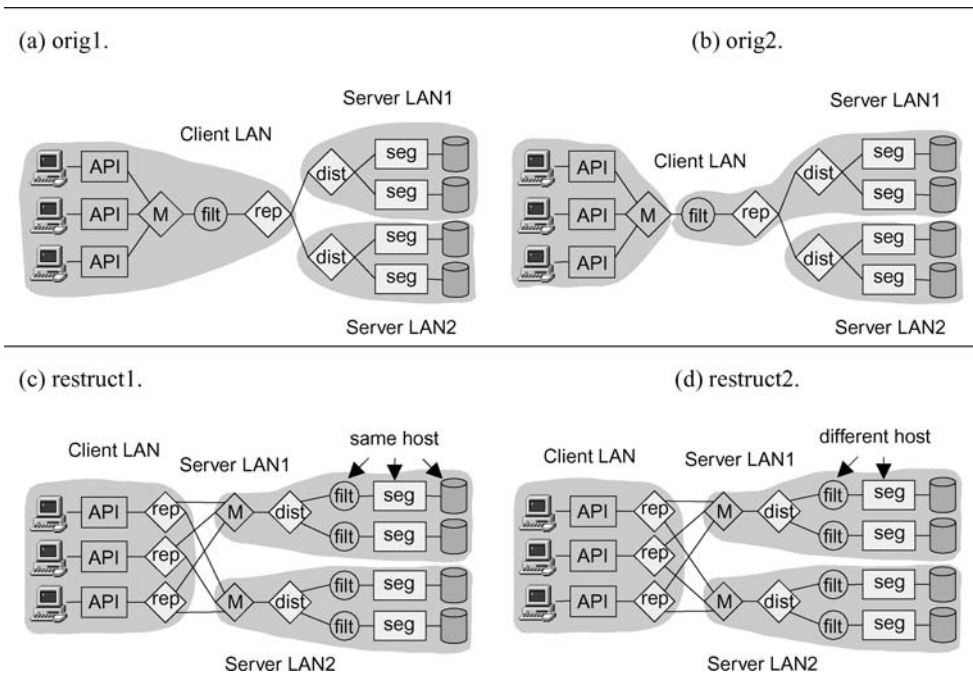 (a) orig1.
(b) orig2.
Server LAN1
Client LAN
API
API
API
M
filt
rep
dist
seg
seg
dist
seg
seg
Server LAN2
Server LAN1
Client LAN
API
API
API
M
filt
rep
dist
seg
seg
dist
seg
seg
Server LAN2
(c) restruct1.
(d) restruct2.
same host
Client LAN
Server LAN1
API
API
API
rep
rep
rep
M
dist
filt
seg
filt
seg
M
dist
filt
seg
filt
seg
Server LAN2
different host
Client LAN
Server LAN1
API
API
API
rep
rep
rep
M
dist
filt
seg
filt
seg
M
dist
filt
seg
filt
seg
Server LAN2